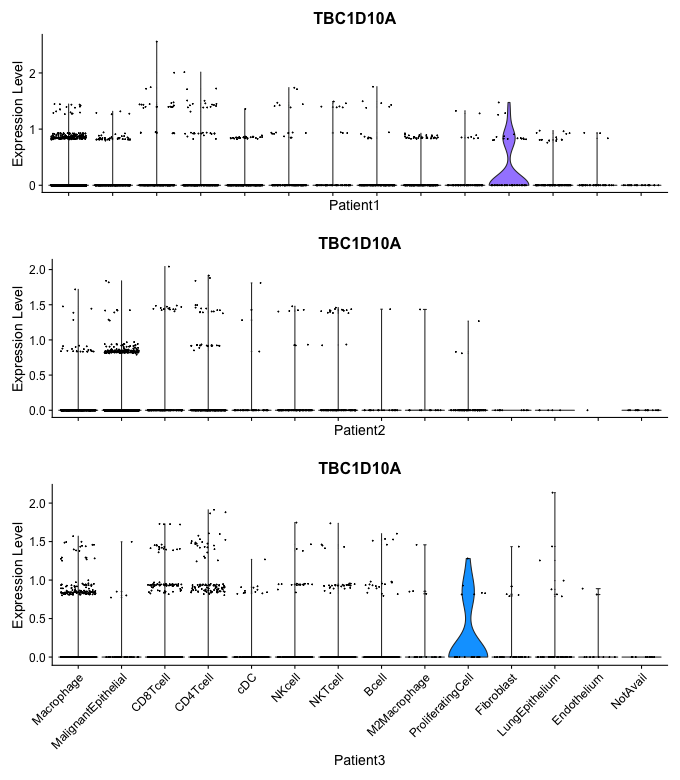 TBC1D10A
Expression Level
2
1
0
Patient1
TBC1D10A
Expression Level
2.0
1.5
1.0
0.5
0.0
Patient2
TBC1D10A
Expression Level
2.0
1.5
1.0
0.5
0.0
Macrophage
MalignantEpithelial
CD8Tcell
CD4Tcell
cDC
NKcell
NKTcell
Bcell
M2Macrophage
ProliferatingCell
Fibroblast
LungEpithelium
Endothelium
NotAvail
Patient3